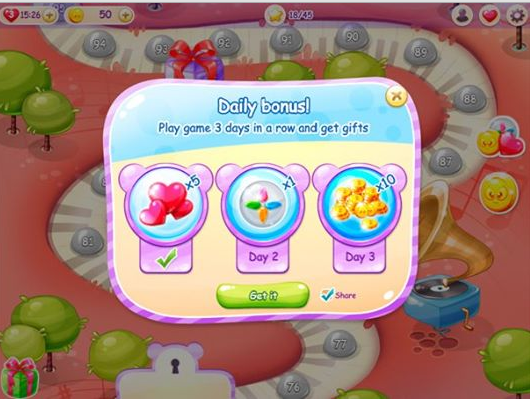 3
15:26
50
18/45
94
93
92
91
90
89
88
87
81
77
76
Daily bonus!
Play game 3 days in a row and get gifts
x5
x1
x10
Day 2
Day 3
Get it
Share